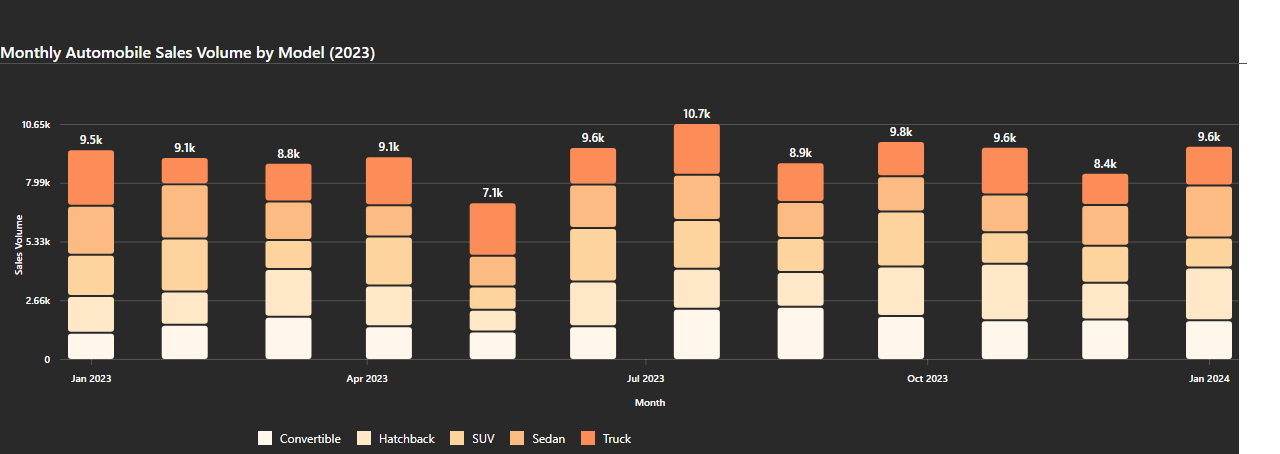 Monthly Automobile Sales Volume by Model (2023)
10.65k
7.99k
5.33k
2.66k
0
Sales Volume
9.5k
9.1k
8.8k
9.1k
7.1k
9.6k
10.7k
8.9k
9.8k
9.6k
8.4k
9.6k
Jan 2023
Apr 2023
Jul 2023
Oct 2023
Jan 2024
Month
Convertible
Hatchback
SUV
Sedan
Truck